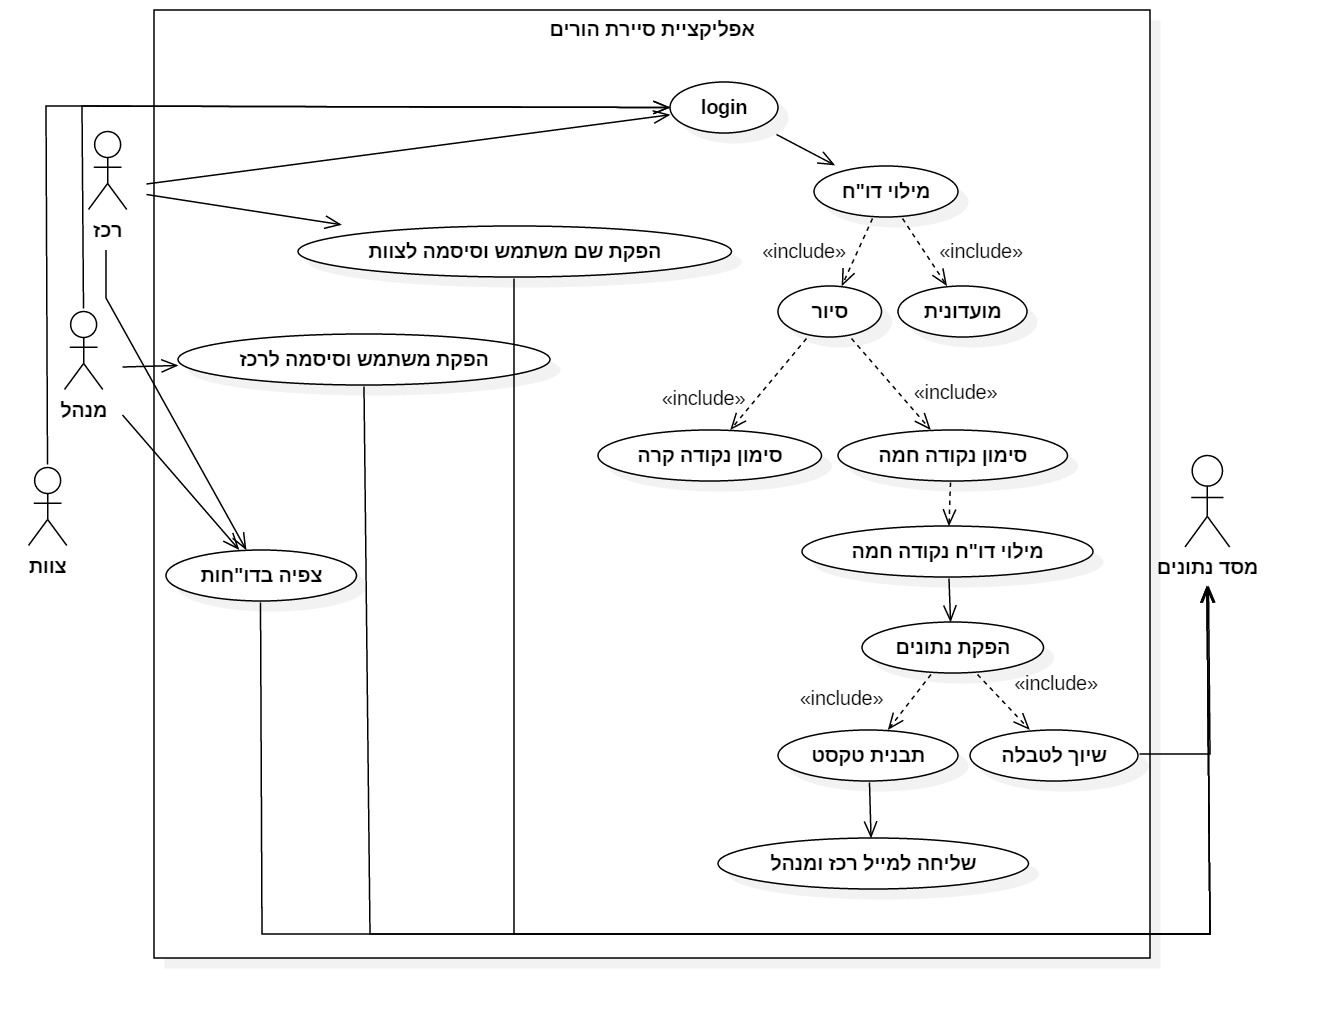 אפליקציית סיירת הורים
login
מילוי דו"ח
רכז
הפקת שם משתמש וסיסמה לצוות
«include»
«include»
סיור
מועדונית
הפקת משתמש וסיסמה לרכז
מנהל
«include»
«include»
סימון נקודה קרה
סימון נקודה חמה
צוות
מילוי דו"ח נקודה חמה
מסד נתונים
צפיה בדו"חות
הפקת נתונים
«include»
«include»
תבנית טקסט
שיוך לטבלה
שליחה למייל רכז ומנהל